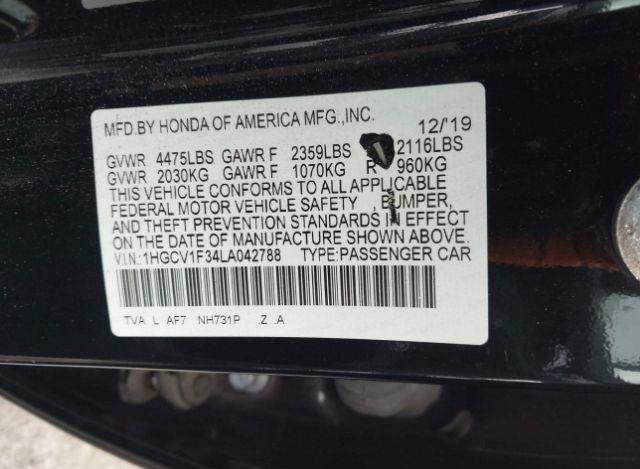 MFD.BY HONDA OF AMERICA MFG.,INC. 12/'19
GVWR 4475LBS GAWR F 2359LBS 2116LBS
GVWR 2030KG GAWR F 1070KG R 960KG
THIS VEHICLE CONFORMS TO ALL APPLICABLE
FEDERAL MOTOR VEHICLE SAFETY , BUMPER,
AND THEFT PREVENTION STANDARDS IN EFFECT
ON THE DATE OF MANUFACTURE SHOWN ABOVE.
V.I.N.: 1HGCV1F34LA042788 TYPE:PASSENGER CAR
TVA L AF7 NH731P .Z .A